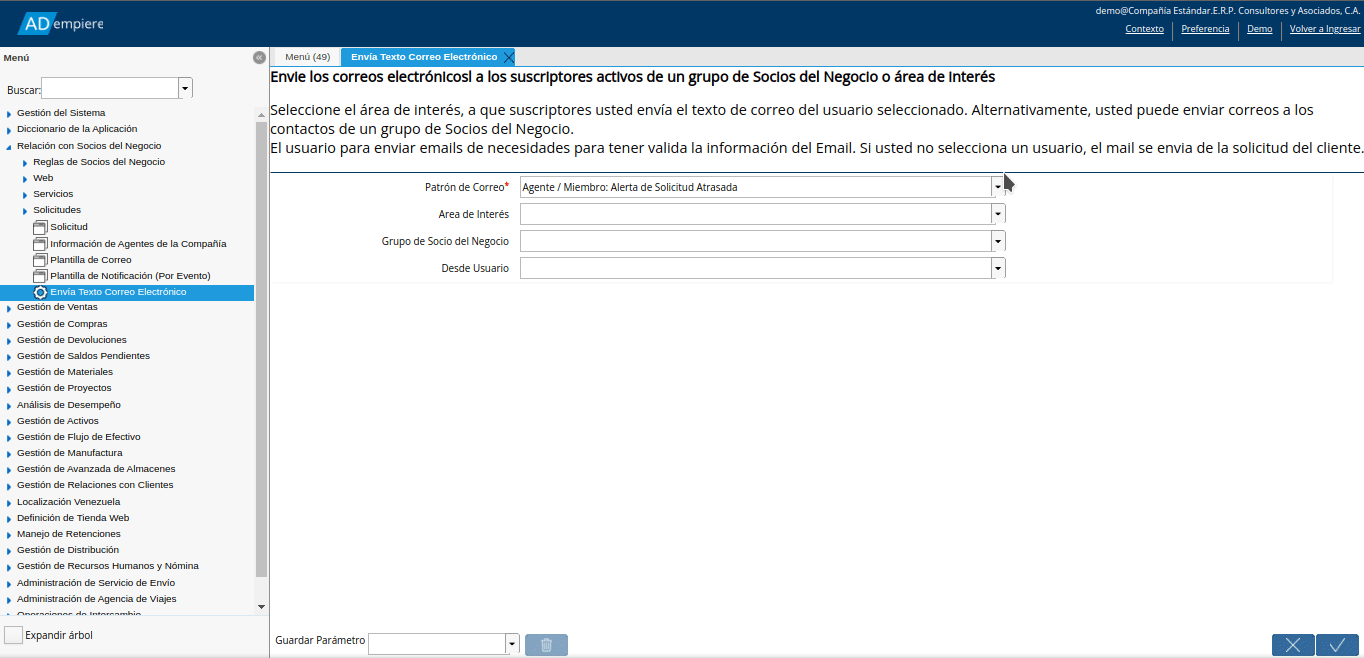 demo@Compañía Estándar.E.R.P. Consultores y Asociados, C.A.
ADempiere
Contexto Preferencia Demo Volver a Ingresar
Menú
Menú (49) Envía Texto Correo Electrónico
Envie los correos electrónicosl a los suscriptores activos de un grupo de Socios del Negocio o área de Interés
Seleccione el área de interés, a que suscriptores usted envía el texto de correo del usuario seleccionado. Alternativamente, usted puede enviar correos a los
contactos de un grupo de Socios del Negocio.
El usuario para enviar emails de necesidades para tener valida la información del Email. Si usted no selecciona un usuario, el mail se envia de la solicitud del cliente.
Buscar:
Gestión del Sistema
Diccionario de la Aplicación
Relación con Socios del Negocio
Reglas de Socios del Negocio
Web
Servicios
Solicitudes
Solicitud
Información de Agentes de la Compañía
Plantilla de Correo
Plantilla de Notificación (Por Evento)
Envía Texto Correo Electrónico
Gestión de Ventas
Gestión de Compras
Gestión de Devoluciones
Gestión de Saldos Pendientes
Gestión de Materiales
Gestión de Proyectos
Análisis de Desempeño
Gestión de Activos
Gestión de Flujo de Efectivo
Gestión de Manufactura
Gestión de Avanzada de Almacenes
Gestión de Relaciones con Clientes
Localización Venezuela
Definición de Tienda Web
Manejo de Retenciones
Gestión de Distribución
Gestión de Recursos Humanos y Nómina
Administración de Servicio de Envío
Administración de Agencia de Viajes
Operaciones de Intercambio
Expandir árbol
Patrón de Correo* Agente / Miembro: Alerta de Solicitud Atrasada
Area de Interés
Grupo de Socio del Negocio
Desde Usuario
Guardar Parámetro